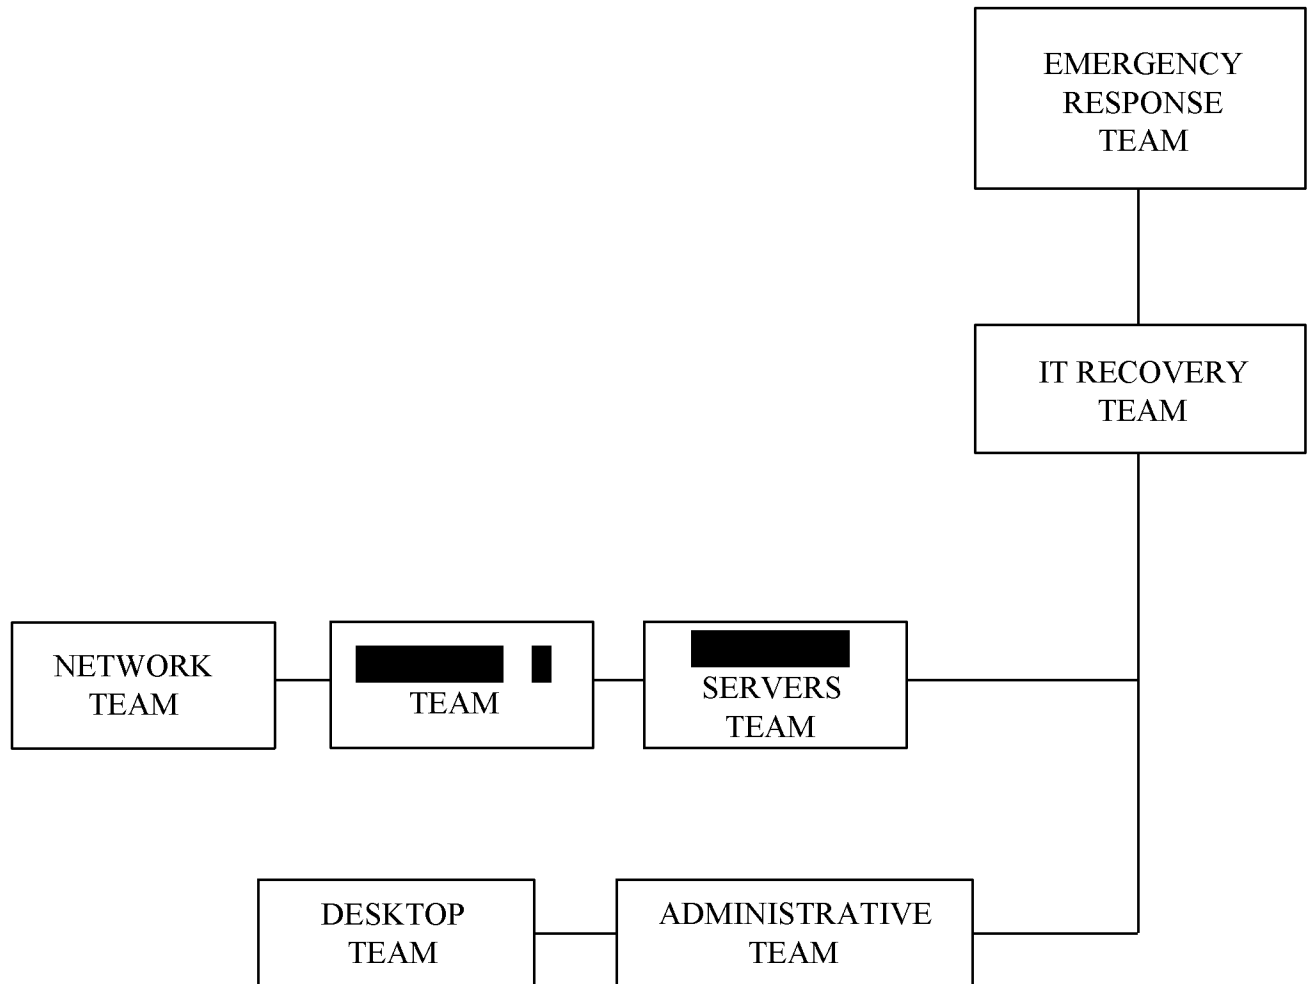 EMERGENCY
RESPONSE
TEAM
IT RECOVERY
TEAM
NETWORK
TEAM
TEAM
SERVERS
TEAM
DESKTOP
TEAM
ADMINISTRATIVE
TEAM